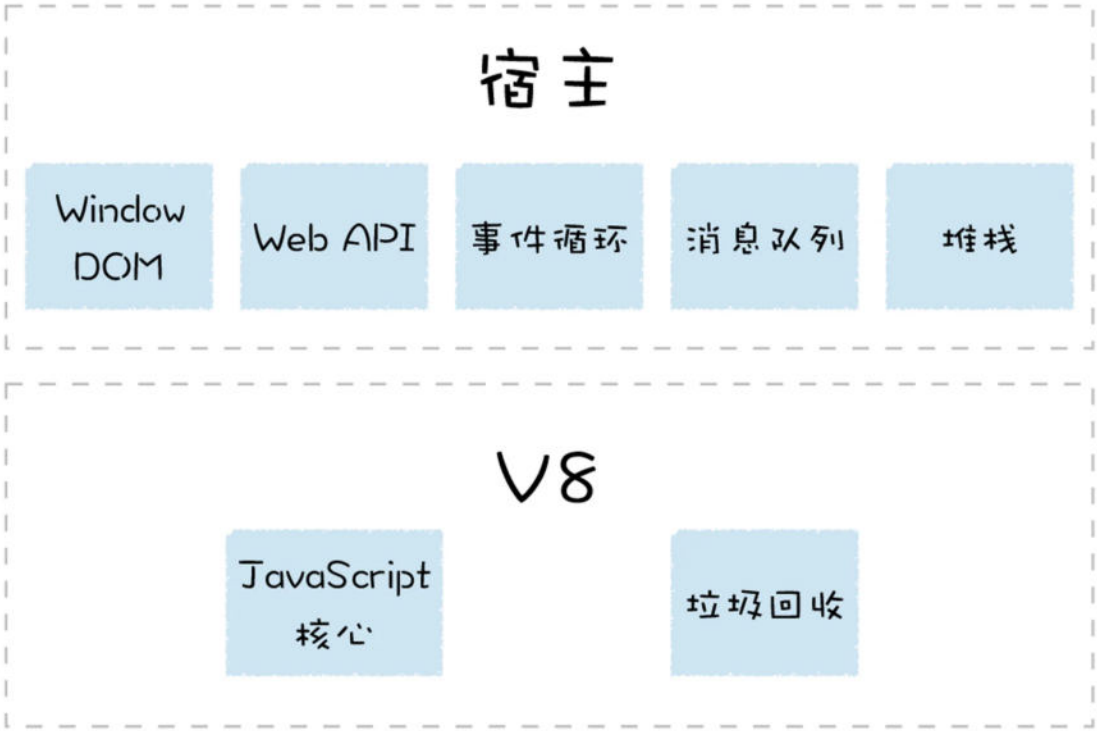 宿主
Window
DOM
Web API
事件循环
消息队列
堆栈
V8
JavaScript
核心
垃圾回收